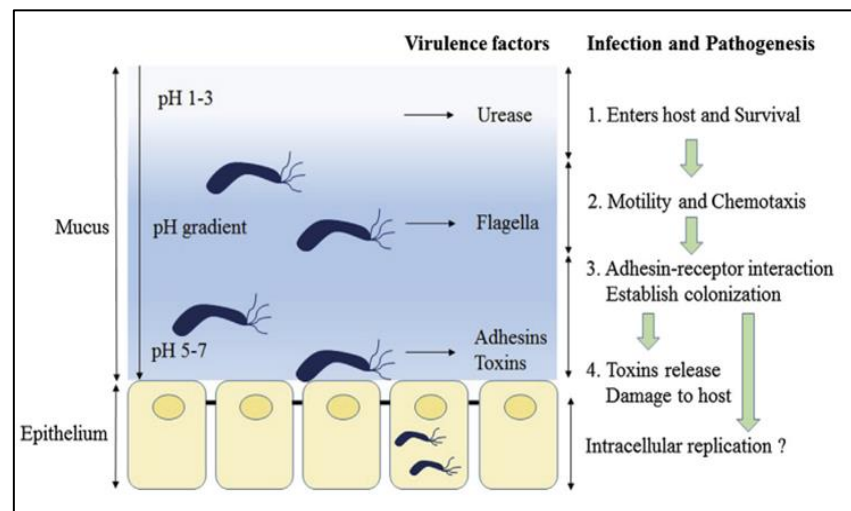 Virulence factors
Infection and Pathogenesis
pH 1-3
Urease
1. Enters host and Survival
Mucus
pH gradient
Flagella
2. Motility and Chemotaxis
3. Adhesin-receptor interaction
Establish colonization
pH 5-7
Adhesins
Toxins
4. Toxins release
Damage to host
Epithelium
Intracellular replication ?